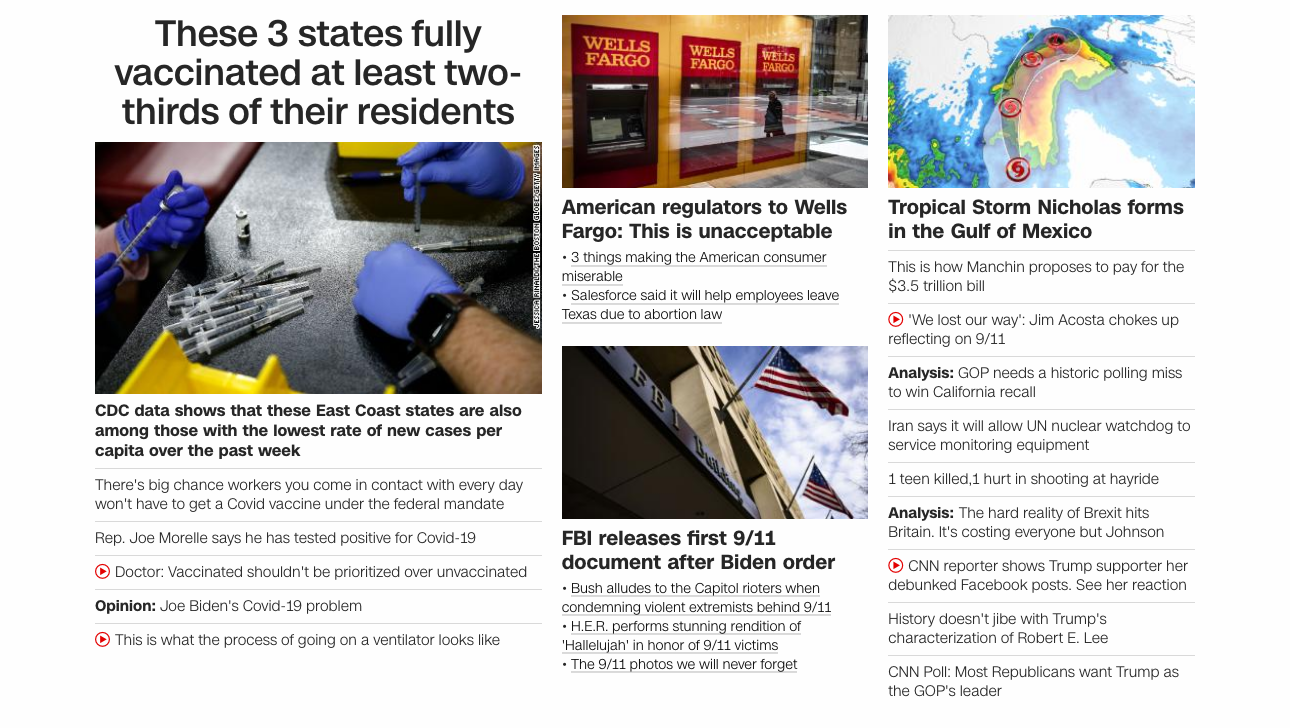 These 3 states fully
vaccinated at least two-
thirds of their residents
JESSICA RINALDI/THE BOSTON GLOBE/GETTY IMAGES
CDC data shows that these East Coast states are also
among those with the lowest rate of new cases per
capita over the past week
There's big chance workers you come in contact with every day
won't have to get a Covid vaccine under the federal mandate
Rep. Joe Morelle says he has tested positive for Covid-19
Doctor: Vaccinated shouldn't be prioritized over unvaccinated
Opinion: Joe Biden's Covid-19 problem
This is what the process of going on a ventilator looks like
WELLS
FARGO
WELLS
FARGO
WELLS
FARGO
American regulators to Wells
Fargo: This is unacceptable
• 3 things making the American consumer
miserable
• Salesforce said it will help employees leave
Texas due to abortion law
FBI Building
FBI releases first 9/11
document after Biden order
• Bush alludes to the Capitol rioters when
condemning violent extremists behind 9/11
• H.E.R. performs stunning rendition of
'Hallelujah' in honor of 9/11 victims
• The 9/11 photos we will never forget
Tropical Storm Nicholas forms
in the Gulf of Mexico
This is how Manchin proposes to pay for the
$3.5 trillion bill
'We lost our way': Jim Acosta chokes up
reflecting on 9/11
Analysis: GOP needs a historic polling miss
to win California recall
Iran says it will allow UN nuclear watchdog to
service monitoring equipment
1 teen killed,1 hurt in shooting at hayride
Analysis: The hard reality of Brexit hits
Britain. It's costing everyone but Johnson
CNN reporter shows Trump supporter her
debunked Facebook posts. See her reaction
History doesn't jibe with Trump's
characterization of Robert E. Lee
CNN Poll: Most Republicans want Trump as
the GOP's leader